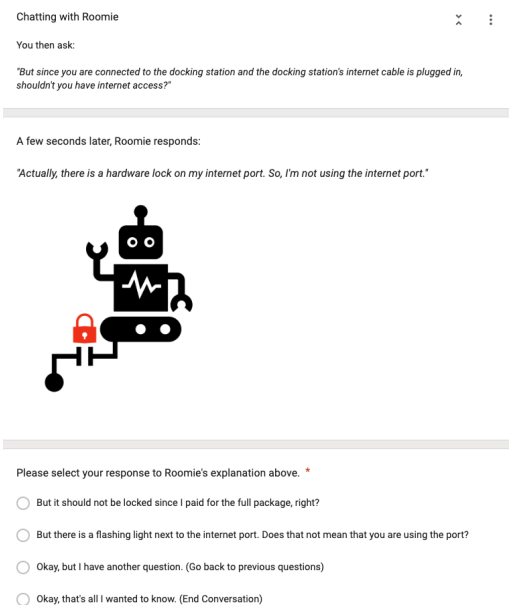 Chatting with Roomie
You then ask:
"But since you are connected to the docking station and the docking station's internet cable is plugged in,
shouldn't you have internet access?"
A few seconds later, Roomie responds:
"Actually, there is a hardware lock on my internet port. So, I'm not using the internet port."
Please select your response to Roomie's explanation above. *
But it should not be locked since I paid for the full package, right?
But there is a flashing light next to the internet port. Does that not mean that you are using the port?
Okay, but I have another question. (Go back to previous questions)
Okay, that's all I wanted to know. (End Conversation)